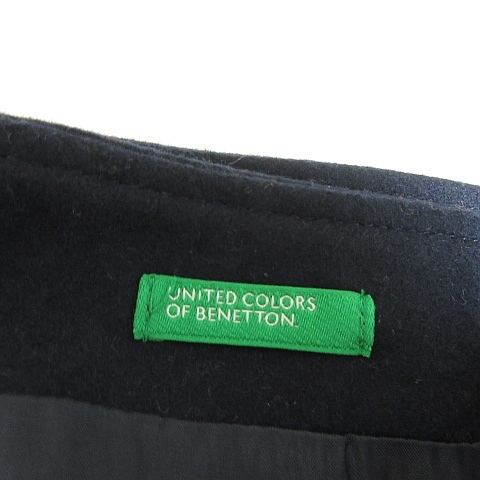 UNITED COLORS
OF BENETTON.